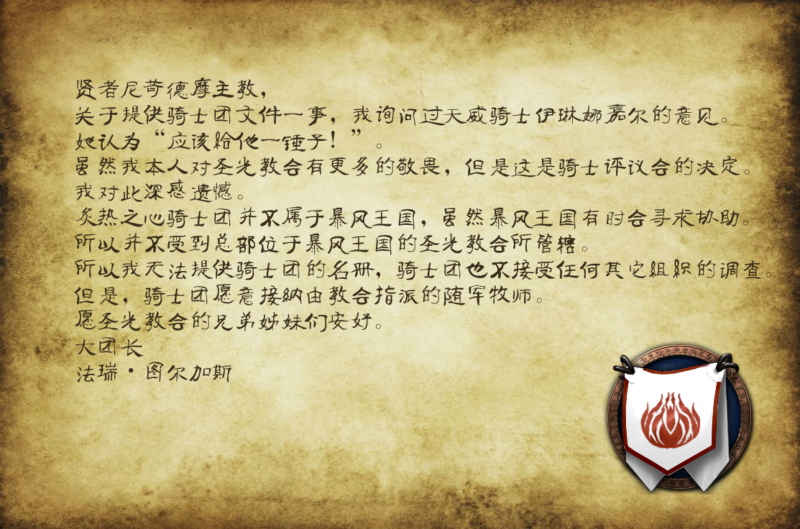 贤者尼苛德摩主教，
关于提供骑士团文件一事，我询问过天威骑士伊琳娜嘉尔的意见。
她认为“应该给他一锤子！”。
虽然我本人对圣光教会有更多的敬畏，但是这是骑士评议会的决定。
我对此深感遗憾。
炙热之心骑士团并不属于暴风王国，虽然暴风王国有时会寻求协助。
所以并不受到总部位于暴风王国的圣光教会所管辖。
所以我无法提供骑士团的名册，骑士团也不接受任何其它组织的调查。
但是，骑士团愿意接纳由教会指派的随军牧师。
愿圣光教会的兄弟姊妹们安好。
大团长
法瑞·图尔加斯